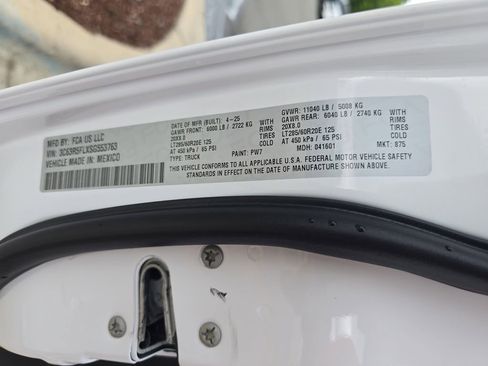 MFD BY: FCA US LLC
VEHICLE MADE IN: MEXICO
DATE OF MFR (BUILT): 4-25
GAWR FRONT: 6000 LB / 2722 KG WITH
20X8.0 RIMS
LT285/60R20E 125 TIRES
AT 450 kPa / 65 PSI COLD
TYPE: TRUCK PAINT: PW7
GVWR: 11040 LB / 5008 KG
GAWR REAR: 6040 LB / 2740 KG WITH
20X8.0 RIMS
LT285/60R20E 125 TIRES
AT 450 kPa / 65 PSI COLD
MDH: 041601 MKT: 875
THIS VEHICLE CONFORMS TO ALL APPLICABLE U.S.A. FEDERAL MOTOR VEHICLE SAFETY
STANDARDS IN EFFECT ON THE DATE OF MANUFACTURE SHOWN ABOVE.